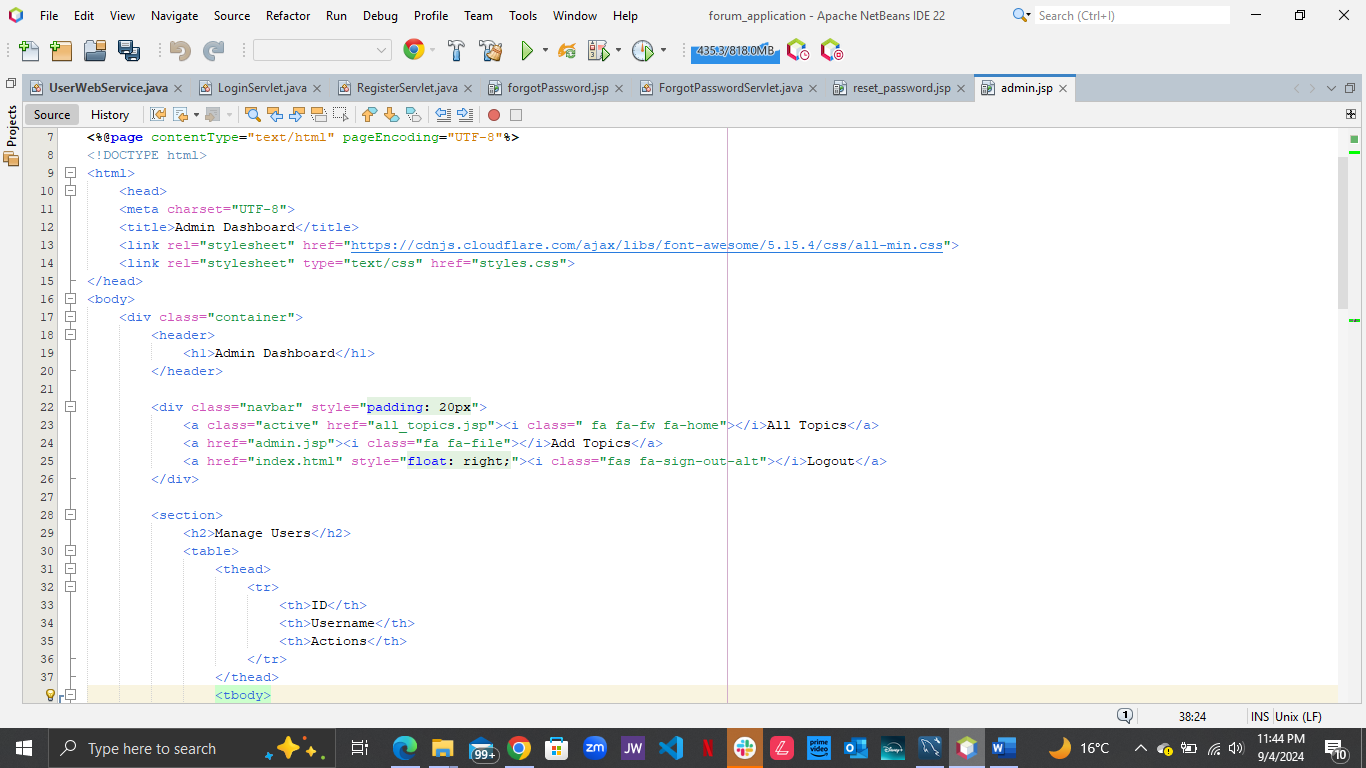 File Edit View Navigate Source Refactor Run Debug Profile Team Tools Window Help
forum_application - Apache NetBeans IDE 22
Search (Ctrl+I)
435.3/818.0MB
UserWebService.java
LoginServlet.java
RegisterServlet.java
forgotPassword.jsp
ForgotPasswordServlet.java
reset_password.jsp
admin.jsp
Projects
Source History
7 <%@page contentType="text/html" pageEncoding="UTF-8"%>
8 <!DOCTYPE html>
9 <html>
10 <head>
11 <meta charset="UTF-8">
12 <title>Admin Dashboard</title>
13 <link rel="stylesheet" href="https://cdnjs.cloudflare.com/ajax/libs/font-awesome/5.15.4/css/all-min.css">
14 <link rel="stylesheet" type="text/css" href="styles.css">
15 </head>
16 <body>
17 <div class="container">
18 <header>
19 <h1>Admin Dashboard</h1>
20 </header>
21
22 <div class="navbar" style="padding: 20px">
23 <a class="active" href="all_topics.jsp"><i class=" fa fa-fw fa-home"></i>All Topics</a>
24 <a href="admin.jsp"><i class="fa fa-file"></i>Add Topics</a>
25 <a href="index.html" style="float: right;"><i class="fas fa-sign-out-alt"></i>Logout</a>
26 </div>
27
28 <section>
29 <h2>Manage Users</h2>
30 <table>
31 <thead>
32 <tr>
33 <th>ID</th>
34 <th>Username</th>
35 <th>Actions</th>
36 </tr>
37 </thead>
<tbody>
1
38:24
INS Unix (LF)
Type here to search
99+
zm
JW
prime video
Disney+
16°C
11:44 PM
9/4/2024
10